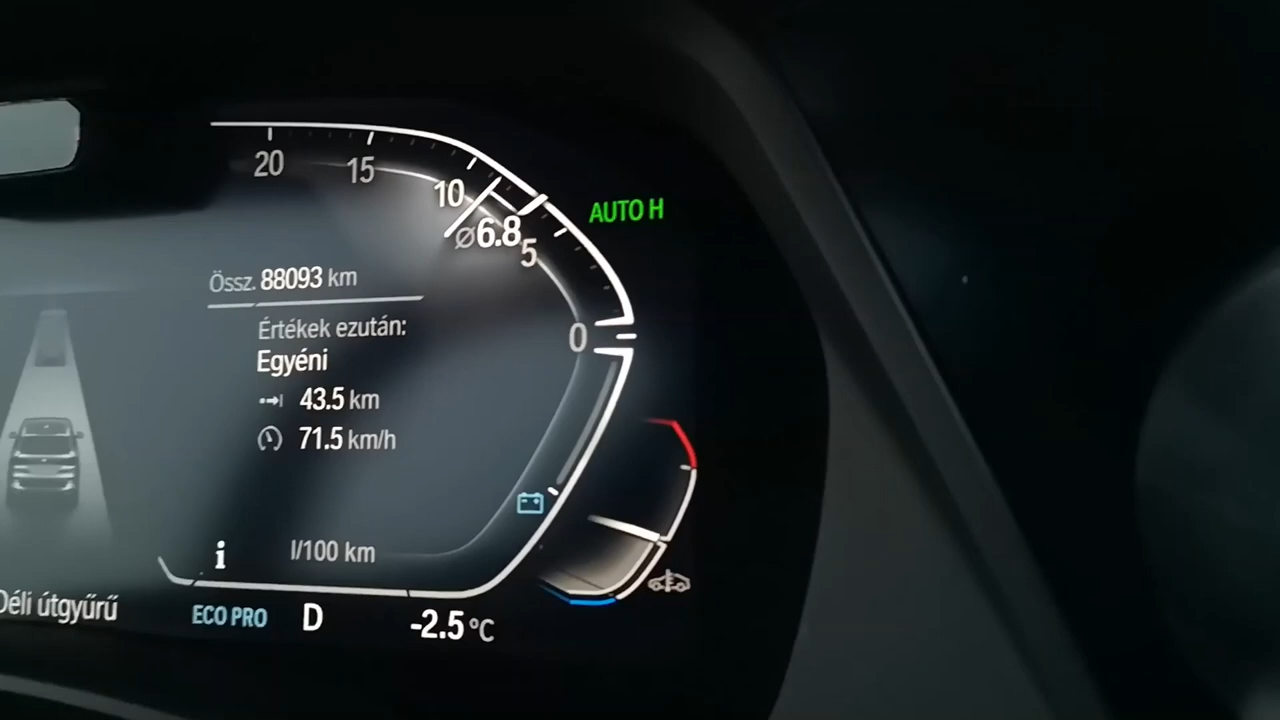 20
15
10
AUTO H
⌀6.8
5
Össz. 88093 km
Értékek ezután:
0
Egyéni
43.5 km
71.5 km/h
i
l/100 km
Déli útgyűrű
ECO PRO
D
-2.5 °C